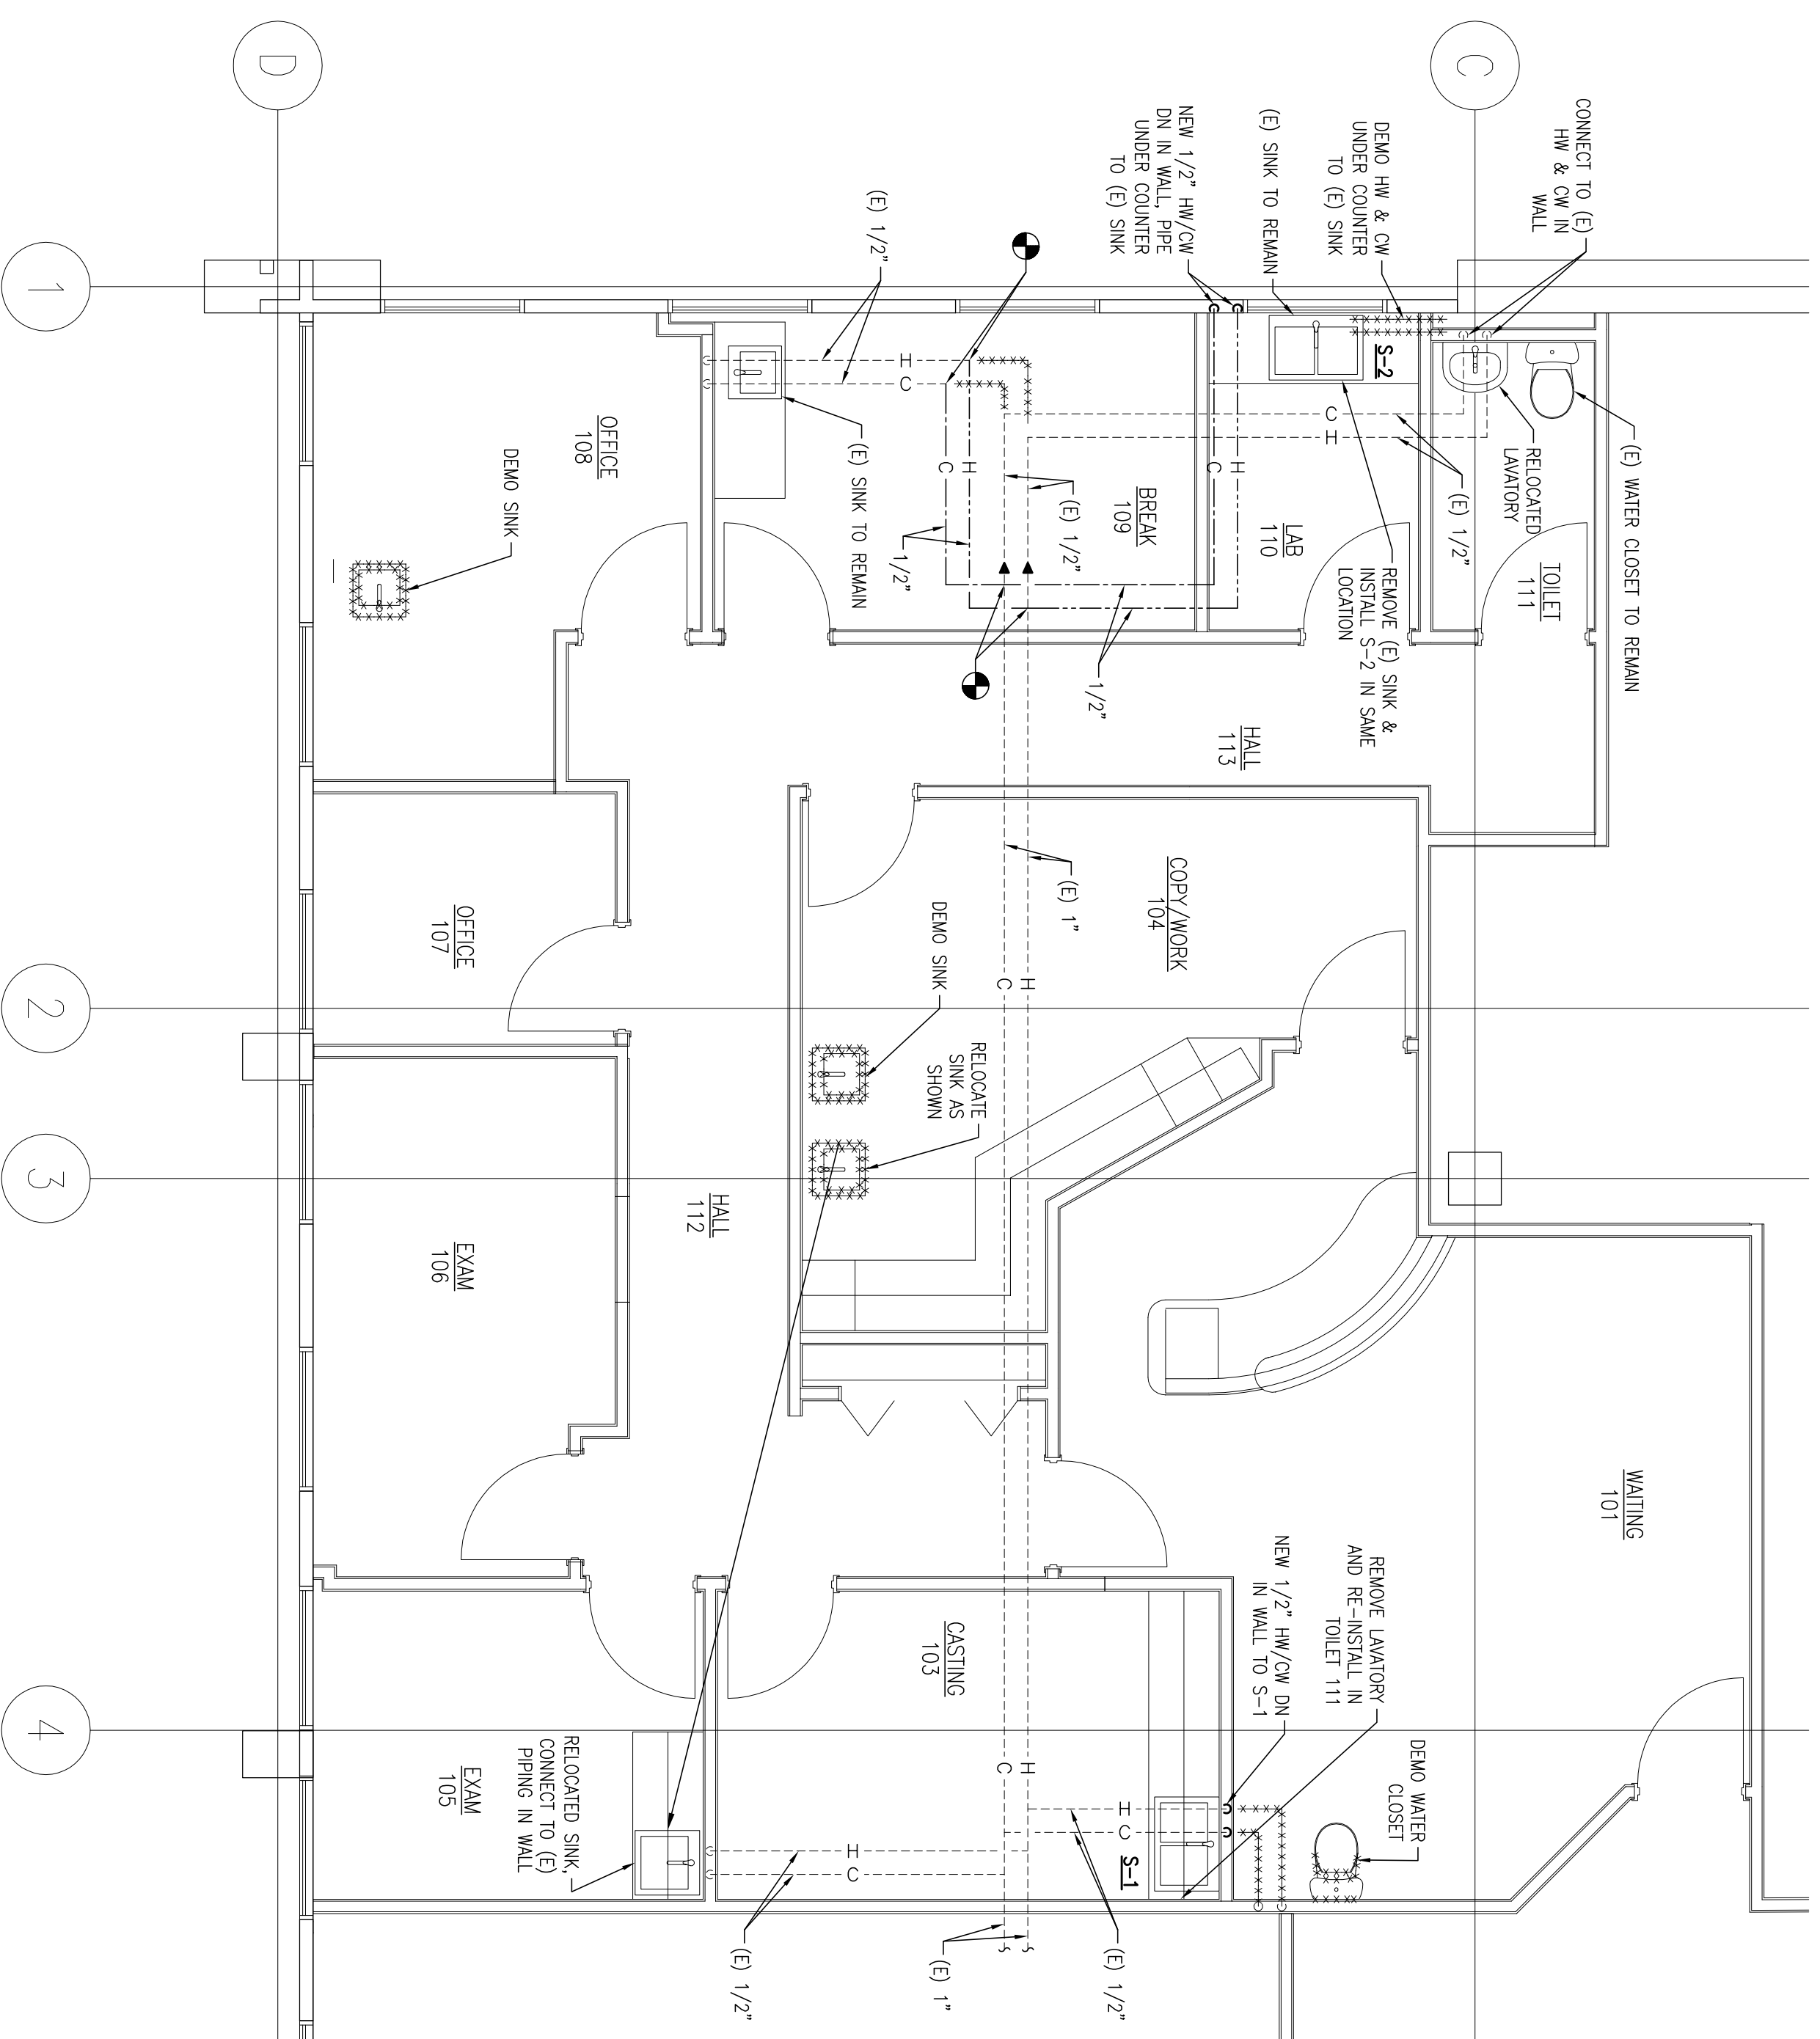 CONNECT TO (E)
HW & CW IN
WALL
DEMO HW & CW
UNDER COUNTER
TO (E) SINK
(E) SINK TO REMAIN
NEW 1/2" HW/CW
DN IN WALL, PIPE
UNDER COUNTER
TO (E) SINK
(E) 1/2"
(E) WATER CLOSET TO REMAIN
RELOCATED
LAVATORY
(E) 1/2"
TOILET
111
S-2
REMOVE (E) SINK &
INSTALL S-2 IN SAME
LOCATION
LAB
110
BREAK
109
(E) 1/2"
1/2"
1/2"
(E) SINK TO REMAIN
OFFICE
108
DEMO SINK
HALL
113
COPY/WORK
104
(E) 1"
DEMO SINK
RELOCATE
SINK AS
SHOWN
OFFICE
107
HALL
112
EXAM
106
WAITING
101
REMOVE LAVATORY
AND RE-INSTALL IN
TOILET 111
NEW 1/2" HW/CW DN
IN WALL TO S-1
DEMO WATER
CLOSET
CASTING
103
S-1
RELOCATED SINK,
CONNECT TO (E)
PIPING IN WALL
EXAM
105
(E) 1/2"
(E) 1"
(E) 1/2"
H
C
H
C
H
C
C
H
H
C
H
C
H
C
H
C
C
D
1
2
3
4